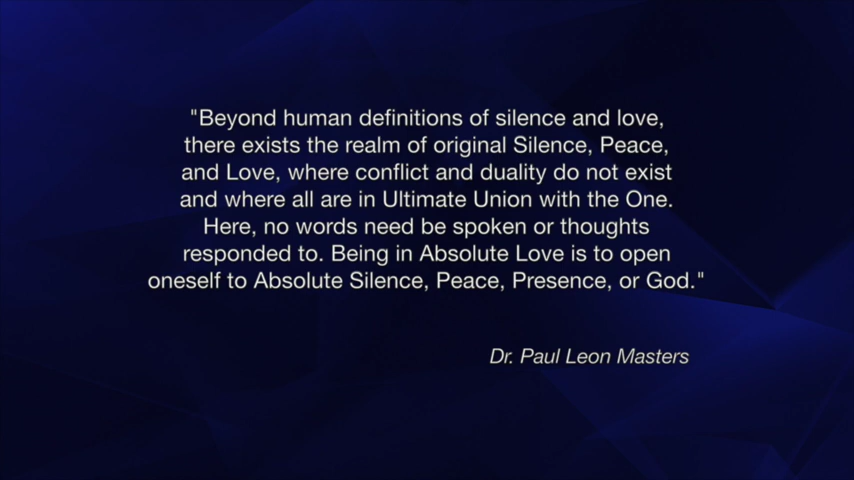 "Beyond human definitions of silence and love,
there exists the realm of original Silence, Peace,
and Love, where conflict and duality do not exist
and where all are in Ultimate Union with the One.
Here, no words need be spoken or thoughts
responded to. Being in Absolute Love is to open
oneself to Absolute Silence, Peace, Presence, or God."
Dr. Paul Leon Masters